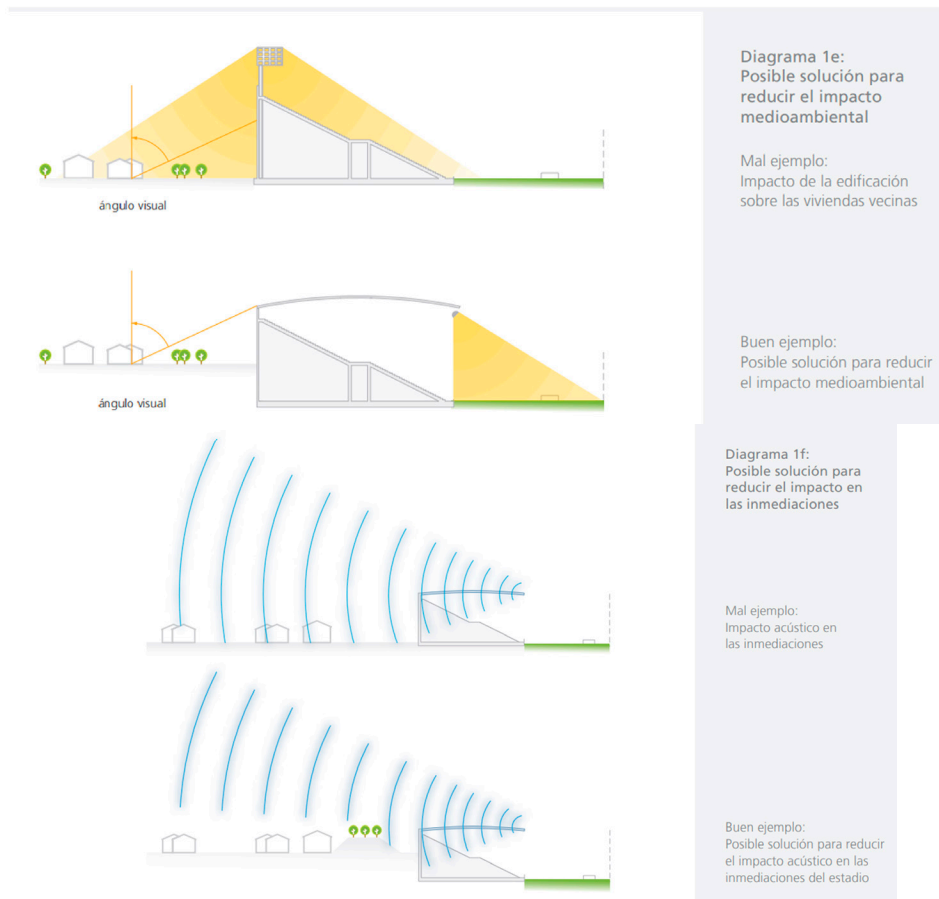 Diagrama 1e:
Posible solución para
reducir el impacto
medioambiental
Mal ejemplo:
Impacto de la edificación
sobre las viviendas vecinas
ángulo visual
Buen ejemplo:
Posible solución para reducir
el impacto medioambiental
ángulo visual
Diagrama 1f:
Posible solución para
reducir el impacto en
las inmediaciones
Mal ejemplo:
Impacto acústico en
las inmediaciones
Buen ejemplo:
Posible solución para reducir
el impacto acústico en las
inmediaciones del estadio